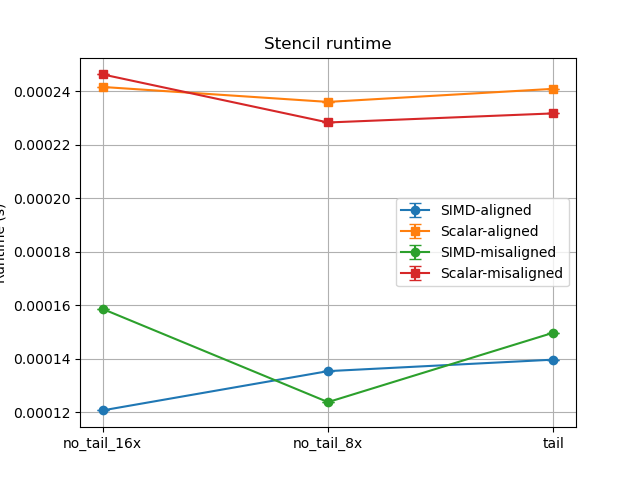 Stencil runtime
Runtime (s)
0.00024
0.00022
0.00020
0.00018
0.00016
0.00014
0.00012
SIMD-aligned
Scalar-aligned
SIMD-misaligned
Scalar-misaligned
no_tail_16x
no_tail_8x
tail